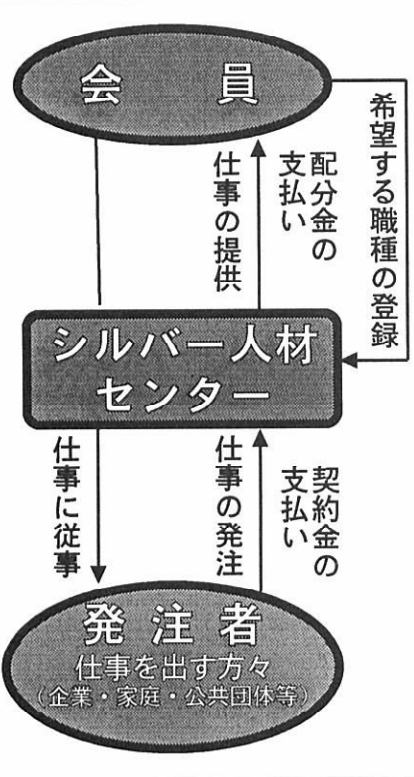 会員
希望する職種の登録
配分金の
支払い
仕事の提供
シルバー人材
センター
契約金の
支払い
仕事の発注
仕事に従事
発注者
仕事を出す方々
(企業・家庭・公共団体等)